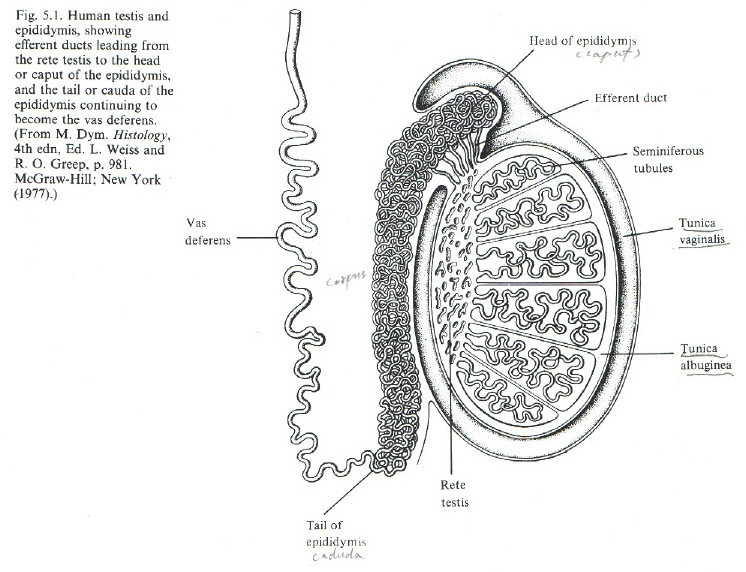 Fig. 5.1. Human testis and
epididymis, showing
efferent ducts leading from
the rete testis to the head
or caput of the epididymis,
and the tail or cauda of the
epididymis continuing to
become the vas deferens.
(From M. Dym. Histology,
4th edn, Ed. L. Weiss and
R. O. Greep, p. 981.
McGraw-Hill; New York
(1977).)
Head of epididymis
(caput)
Efferent duct
Seminiferous
tubules
Vas
deferens
Tunica
vaginalis
corpus
Tunica
albuginea
Rete
testis
Tail of
epididymis